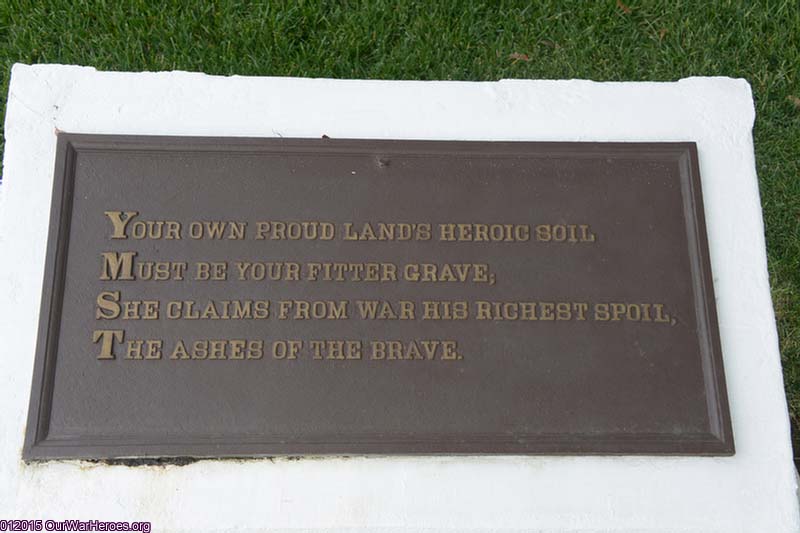 YOUR OWN PROUD LAND'S HEROIC SOIL
MUST BE YOUR FITTER GRAVE;
SHE CLAIMS FROM WAR HIS RICHEST SPOIL,
THE ASHES OF THE BRAVE.
012015 OurWarHeroes.org